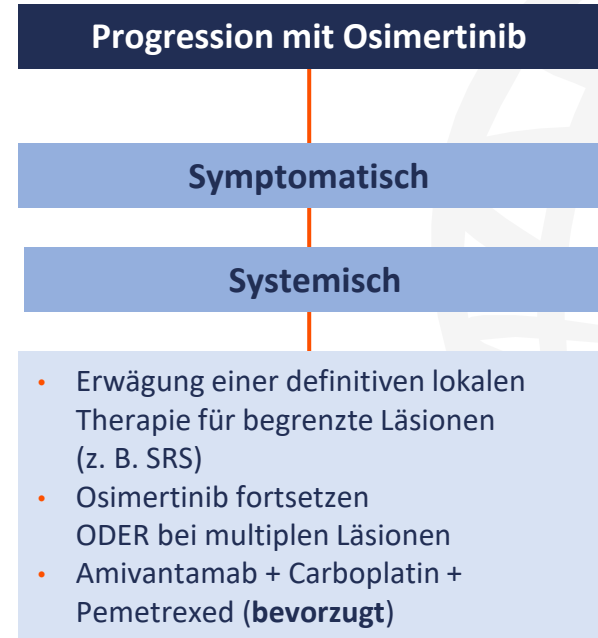 Progression mit Osimertinib
Symptomatisch
Systemisch
• Erwägung einer definitiven lokalen
Therapie für begrenzte Läsionen
(z. B. SRS)
• Osimertinib fortsetzen
ODER bei multiplen Läsionen
• Amivantamab + Carboplatin +
Pemetrexed (bevorzugt)